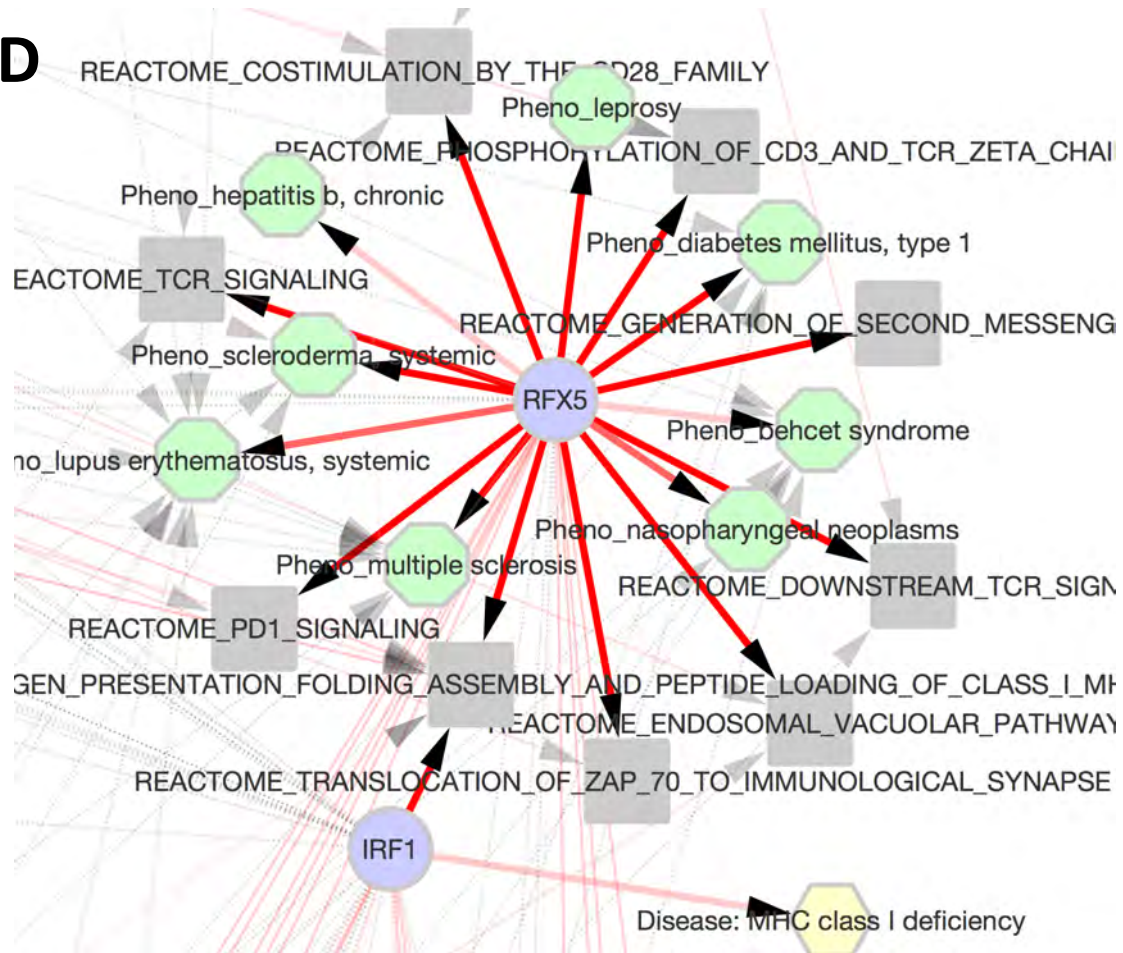 D
REACTOME_COSTIMULATION_BY_THE_CD28_FAMILY
Pheno_leprosy
REACTOME_PHOSPHORYLATION_OF_CD3_AND_TCR_ZETA_CHAI
Pheno_hepatitis b, chronic
Pheno_diabetes mellitus, type 1
EACTOME_TCR_SIGNALING
REACTOME_GENERATION_OF_SECOND_MESSENG
Pheno_scleroderma, systemic
RFX5
Pheno_behcet syndrome
no_lupus erythematosus, systemic
Pheno_nasopharyngeal neoplasms
Pheno_multiple sclerosis
REACTOME_DOWNSTREAM_TCR_SIGN
REACTOME_PD1_SIGNALING
GEN_PRESENTATION_FOLDING_ASSEMBLY_AND_PEPTIDE_LOADING_OF_CLASS_I_MH
REACTOME_ENDOSOMAL_VACUOLAR_PATHWAY
REACTOME_TRANSLOCATION_OF_ZAP_70_TO_IMMUNOLOGICAL_SYNAPSE
IRF1
Disease: MHC class I deficiency